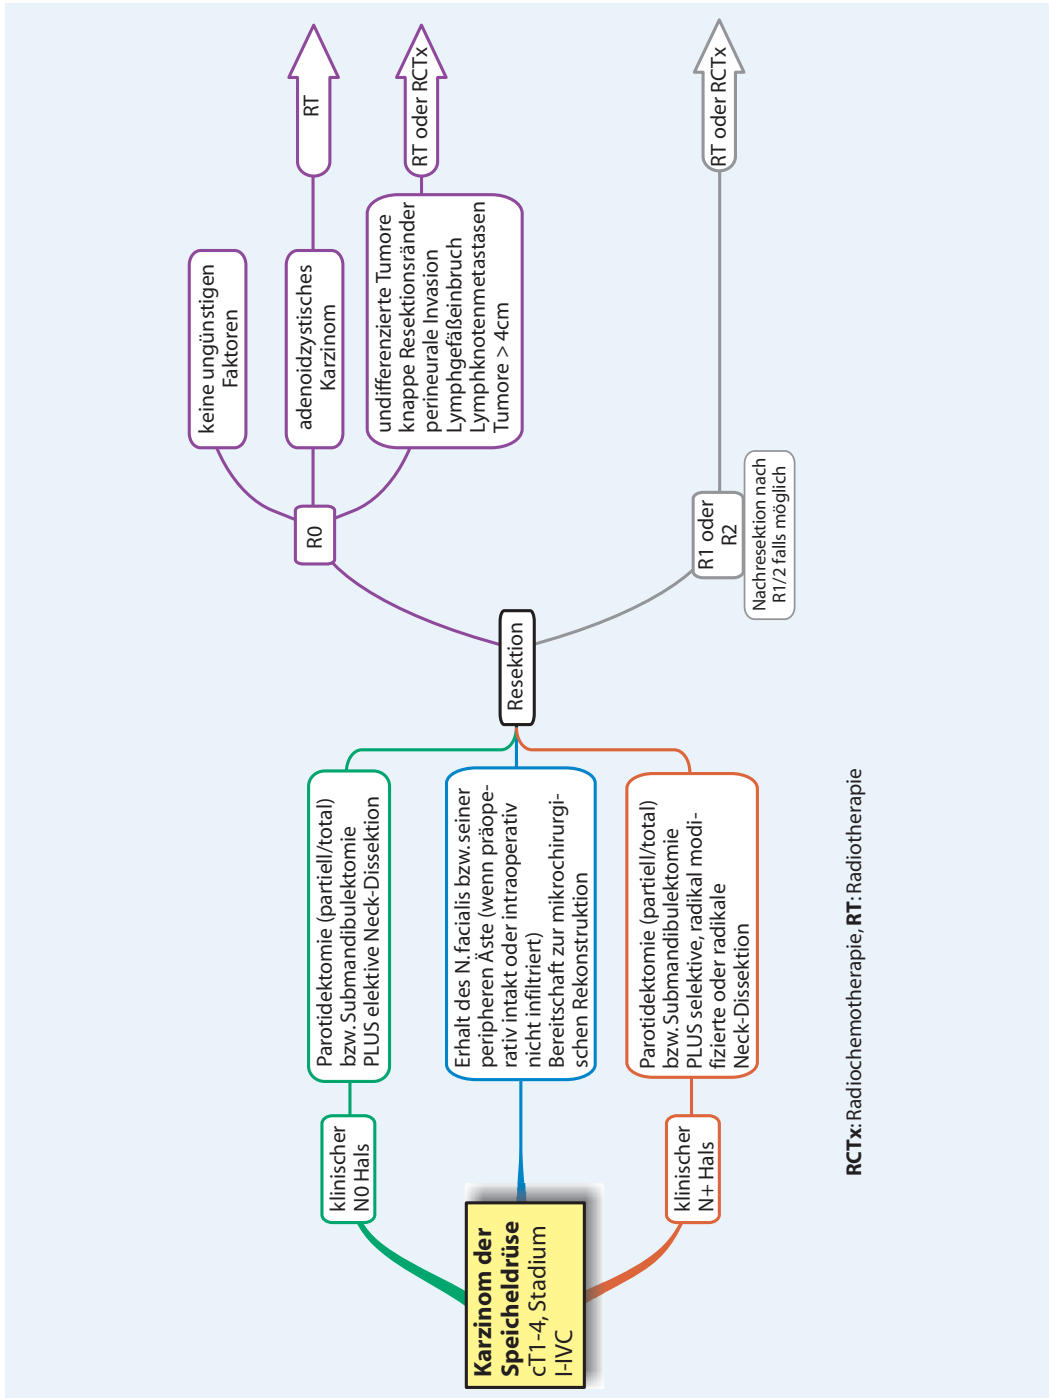 Karzinom der
Speicheldrüse
cT1-4, Stadium
I-IVC
klinischer
N0 Hals
Parotidektomie (partiell/total)
bzw. Submandibulektomie
PLUS elektive Neck-Dissektion
Erhalt des N. facialis bzw. seiner
peripheren Äste (wenn präope-
rativ intakt oder intraoperativ
nicht infiltriert)
Bereitschaft zur mikrochirurgi-
schen Rekonstruktion
klinischer
N+ Hals
Parotidektomie (partiell/total)
bzw. Submandibulektomie
PLUS selektive, radikal modi-
fizierte oder radikale
Neck-Dissektion
Resektion
R0
keine ungünstigen
Faktoren
adenoidzystisches
Karzinom
RT
undifferenzierte Tumore
knappe Resektionsränder
perineurale Invasion
Lymphgefäßeinbruch
Lymphknotenmetastasen
Tumore > 4cm
RT oder RCTx
R1 oder
R2
Nachresektion nach
R1/2 falls möglich
RT oder RCTx
RCTx: Radiochemotherapie, RT: Radiotherapie